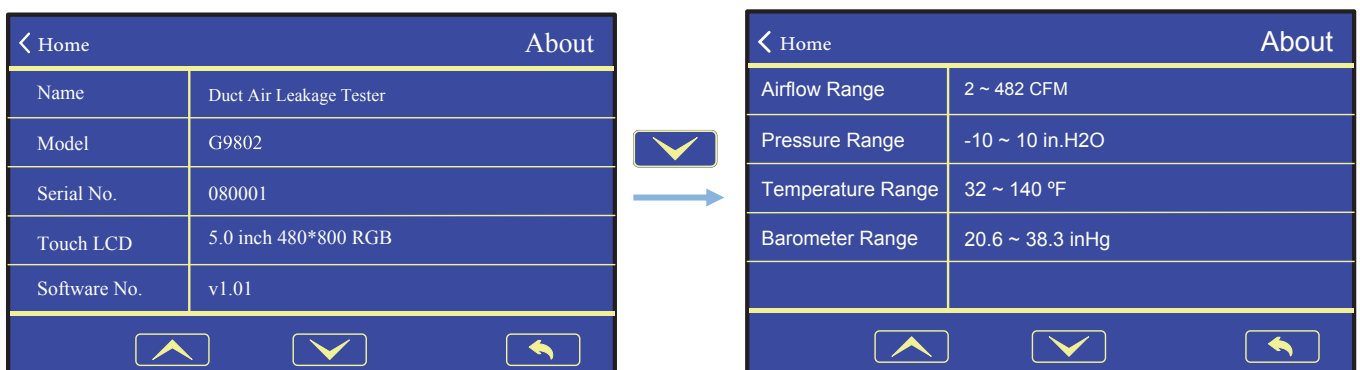 Home About
Name Duct Air Leakage Tester
Model G9802
Serial No. 080001
Touch LCD 5.0 inch 480*800 RGB
Software No. v1.01
Home About
Airflow Range 2 ~ 482 CFM
Pressure Range -10 ~ 10 in.H2O
Temperature Range 32 ~ 140 ºF
Barometer Range 20.6 ~ 38.3 inHg